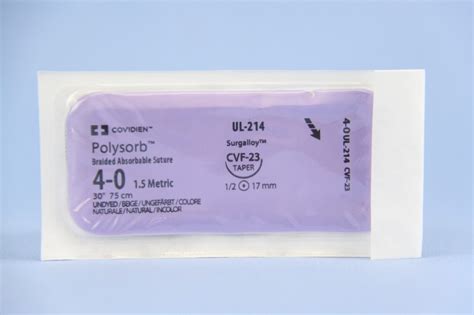 COVIDIEN™
Polysorb™
Braided Absorbable Suture
4-0 1.5 Metric
30" 75 cm
UNDYED / BEIGE / UNGEFÄRBT / COLORE
NATURALE / NATURAL / INCOLOR
UL-214
Surgalloy™
CVF-23
TAPER
1/2 17 mm
4-0 UL-214 CVF-23